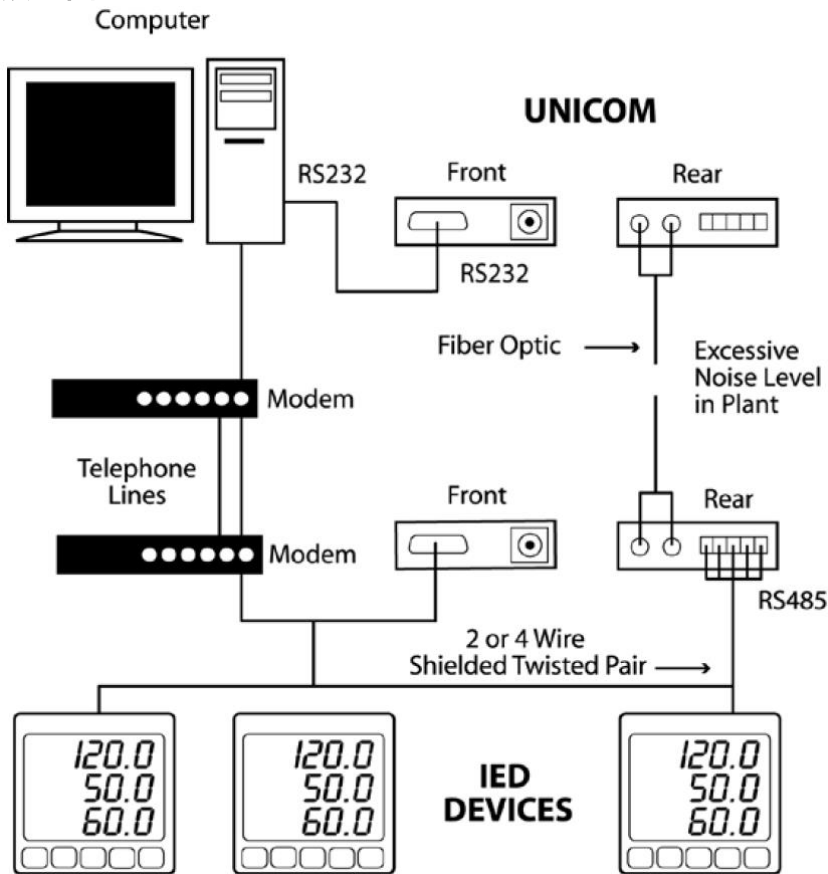 Computer
UNICOM
RS232
Front
Rear
RS232
Fiber Optic
Excessive
Noise Level
in Plant
Modem
Telephone
Lines
Front
Rear
Modem
RS485
2 or 4 Wire
Shielded Twisted Pair
120.0
50.0
60.0
120.0
50.0
60.0
IED
DEVICES
120.0
50.0
60.0